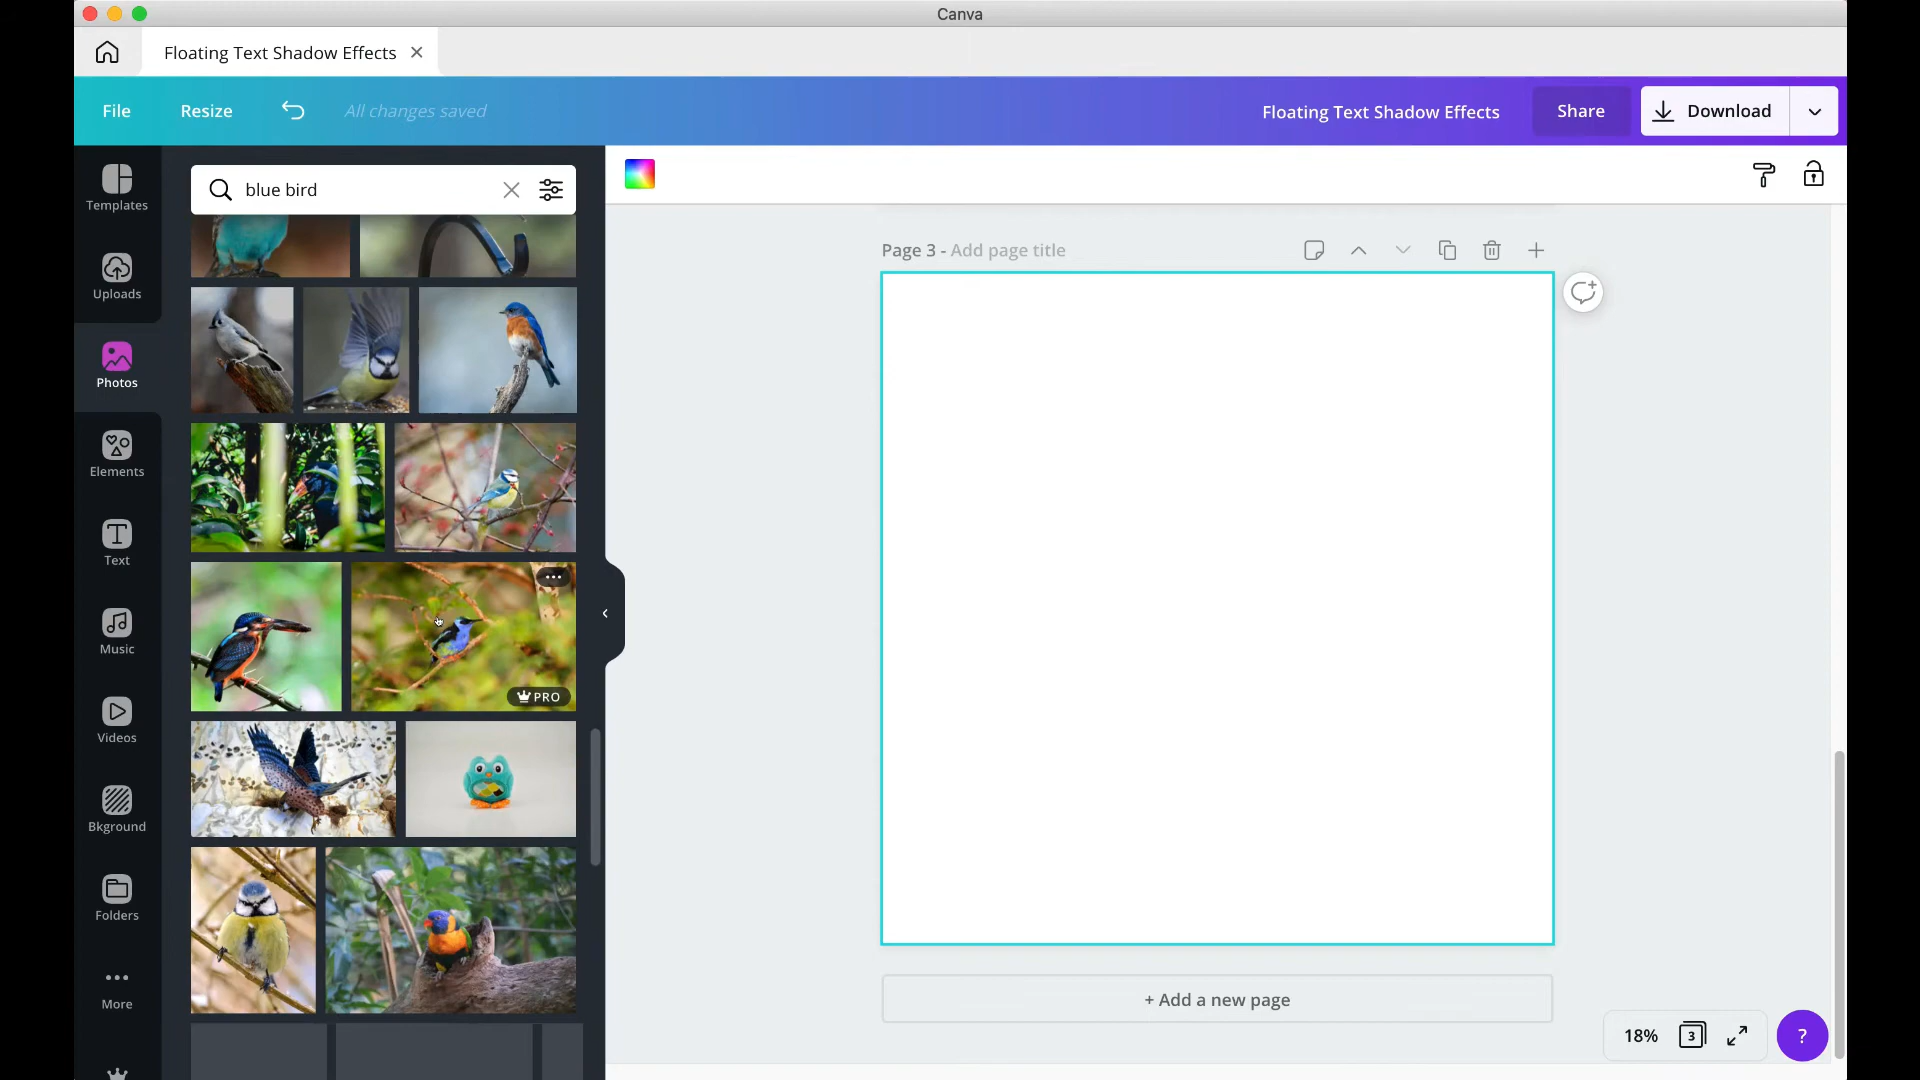 Canva
Floating Text Shadow Effects
File Resize All changes saved Floating Text Shadow Effects Share Download
Templates
blue bird
Page 3 - Add page title
Uploads
Photos
Elements
Text
Music
PRO
Videos
Bkground
Folders
More
+ Add a new page
18% 3 ?